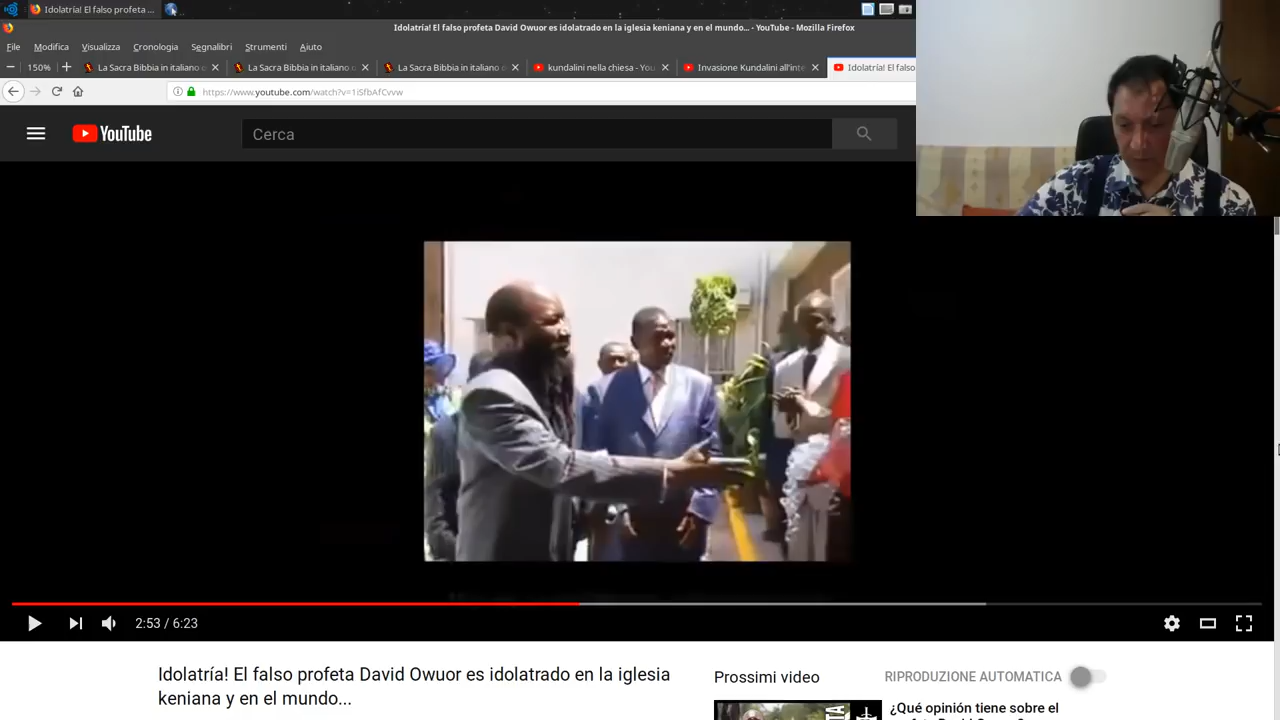 Idolatría! El falso profeta ...
Idolatría! El falso profeta David Owuor es idolatrado en la iglesia keniana y en el mundo... - YouTube - Mozilla Firefox
File Modifica Visualizza Cronologia Segnalibri Strumenti Aiuto
150% La Sacra Bibbia in italiano La Sacra Bibbia in italiano La Sacra Bibbia in italiano kundalini nella chiesa - You Invasione Kundalini all'inte Idolatría! El falso
https://www.youtube.com/watch?v=1iSfbAfCvvw
YouTube
Cerca
2:53 / 6:23
Idolatría! El falso profeta David Owuor es idolatrado en la iglesia
keniana y en el mundo...
Prossimi video
RIPRODUZIONE AUTOMATICA
¿Qué opinión tiene sobre el